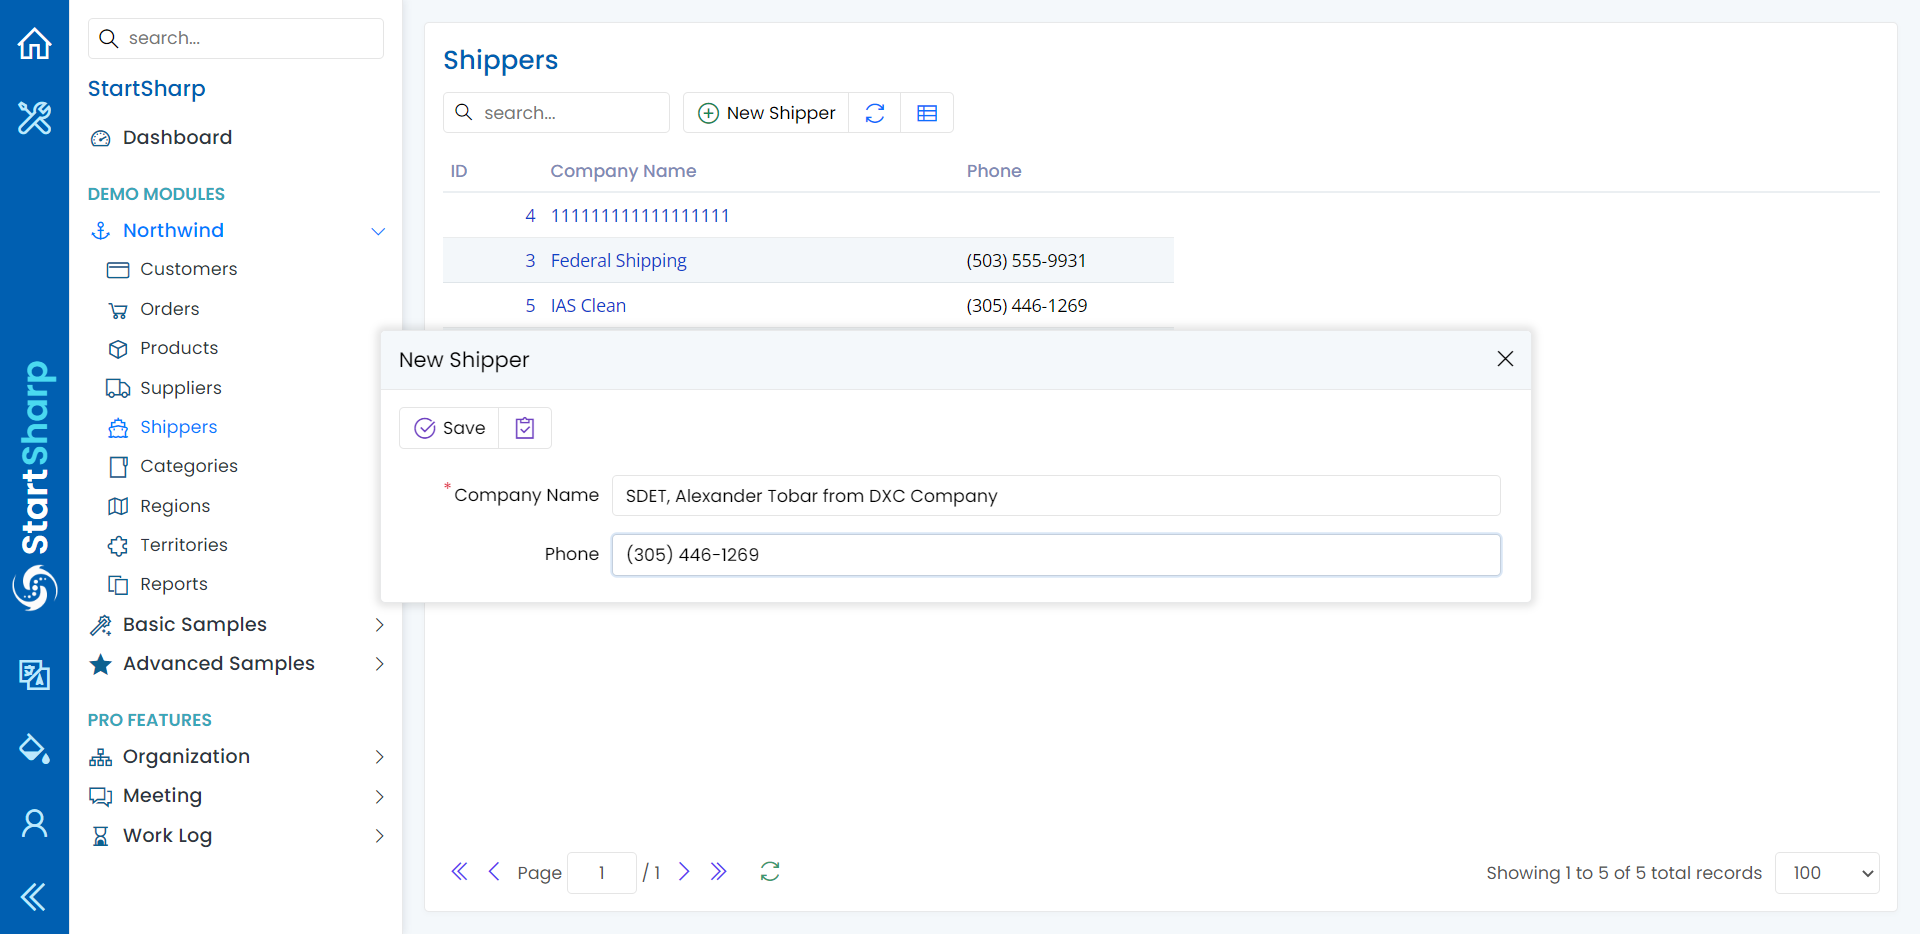 search...
StartSharp
Dashboard
DEMO MODULES
Northwind
Customers
Orders
Products
Suppliers
Shippers
Categories
Regions
Territories
Reports
Basic Samples
Advanced Samples
PRO FEATURES
Organization
Meeting
Work Log
StartSharp
Shippers
search...
New Shipper
ID Company Name Phone
4 111111111111111111
3 Federal Shipping (503) 555-9931
5 IAS Clean (305) 446-1269
New Shipper
Save
*Company Name SDET, Alexander Tobar from DXC Company
Phone (305) 446-1269
Page 1 / 1
Showing 1 to 5 of 5 total records 100